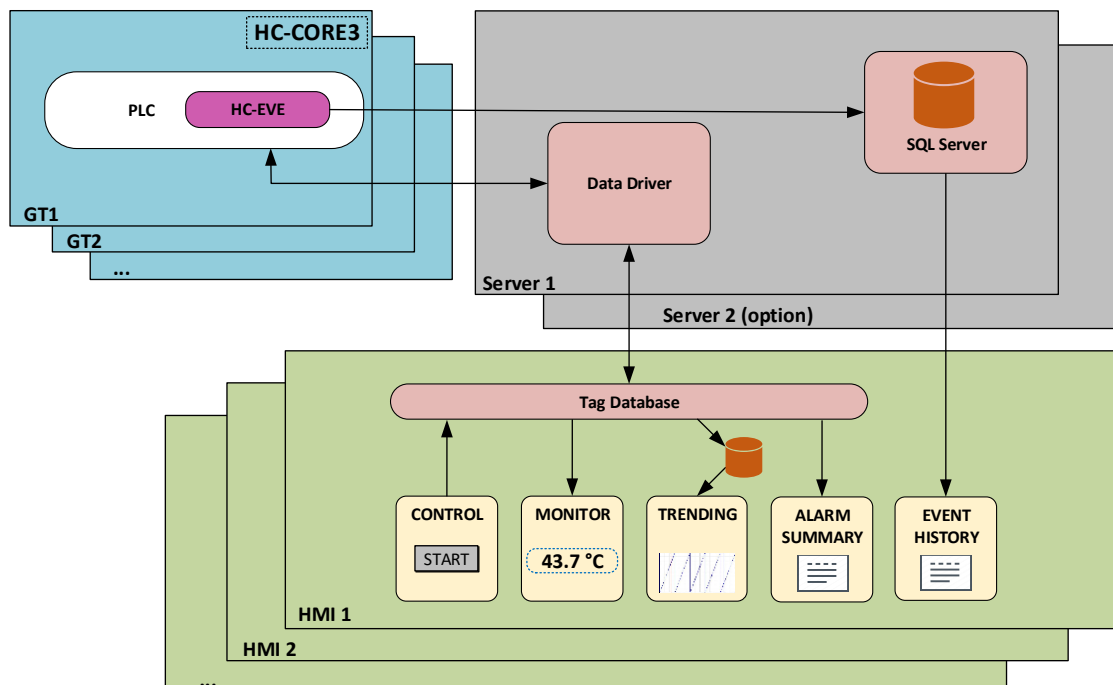 HC-CORE3
PLC
HC-EVE
GT1
GT2
...
SQL Server
Data Driver
Server 1
Server 2 (option)
Tag Database
CONTROL
START
MONITOR
43.7 °C
TRENDING
ALARM
SUMMARY
EVENT
HISTORY
HMI 1
HMI 2
...